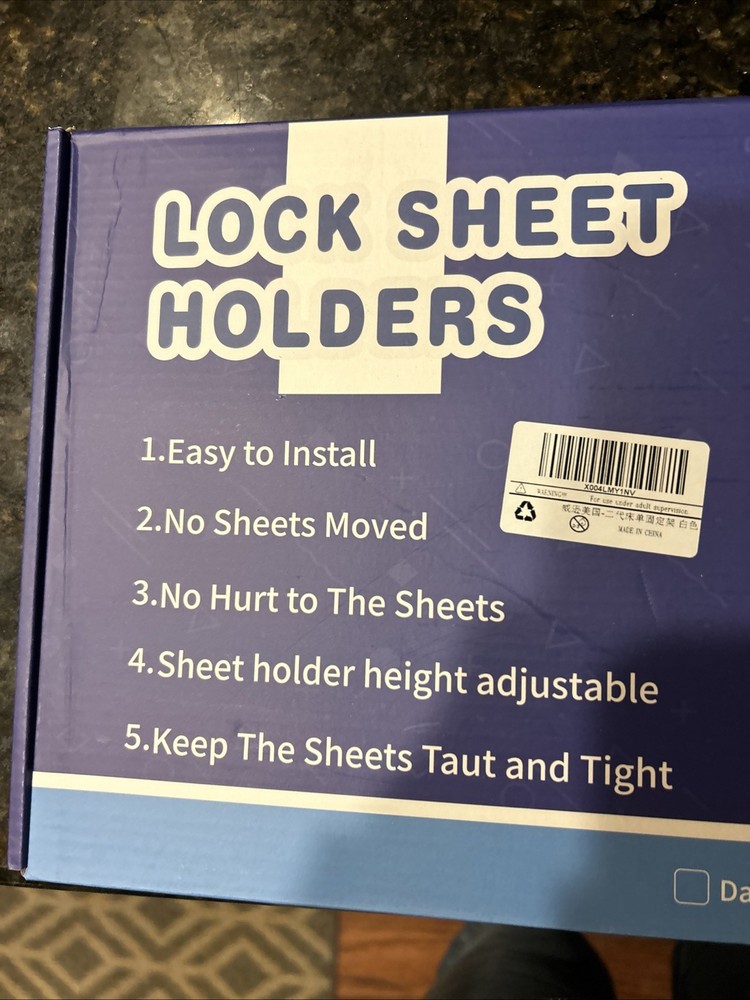 LOCK SHEET
HOLDERS
1.Easy to Install
2.No Sheets Moved
3.No Hurt to The Sheets
4.Sheet holder height adjustable
5.Keep The Sheets Taut and Tight
X004LMY1NV
WARNING!!!
For use under adult supervision
美国-二代床单固定架 白色
MADE IN CHINA
Da